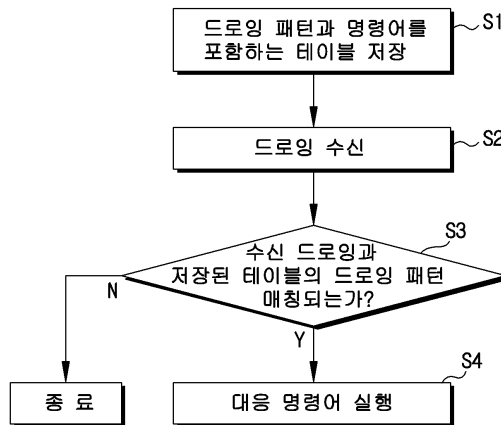 드로잉 패턴과 명령어를
포함하는 테이블 저장
S1
드로잉 수신
S2
S3
수신 드로잉과
저장된 테이블의 드로잉 패턴
매칭되는가?
N
Y
S4
종 료
대응 명령어 실행